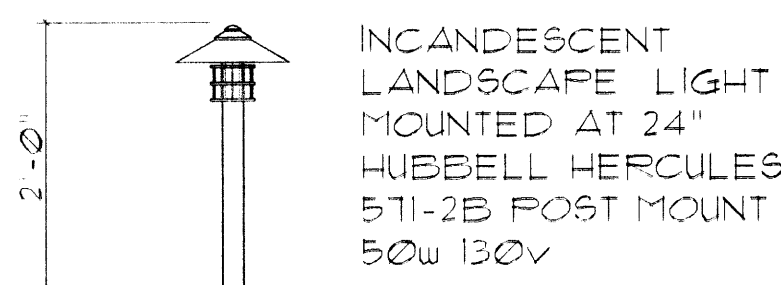 2'-0"
INCANDESCENT
LANDSCAPE LIGHT
MOUNTED AT 24"
HUBBELL HERCULES
571-2B POST MOUNT
50w 130v